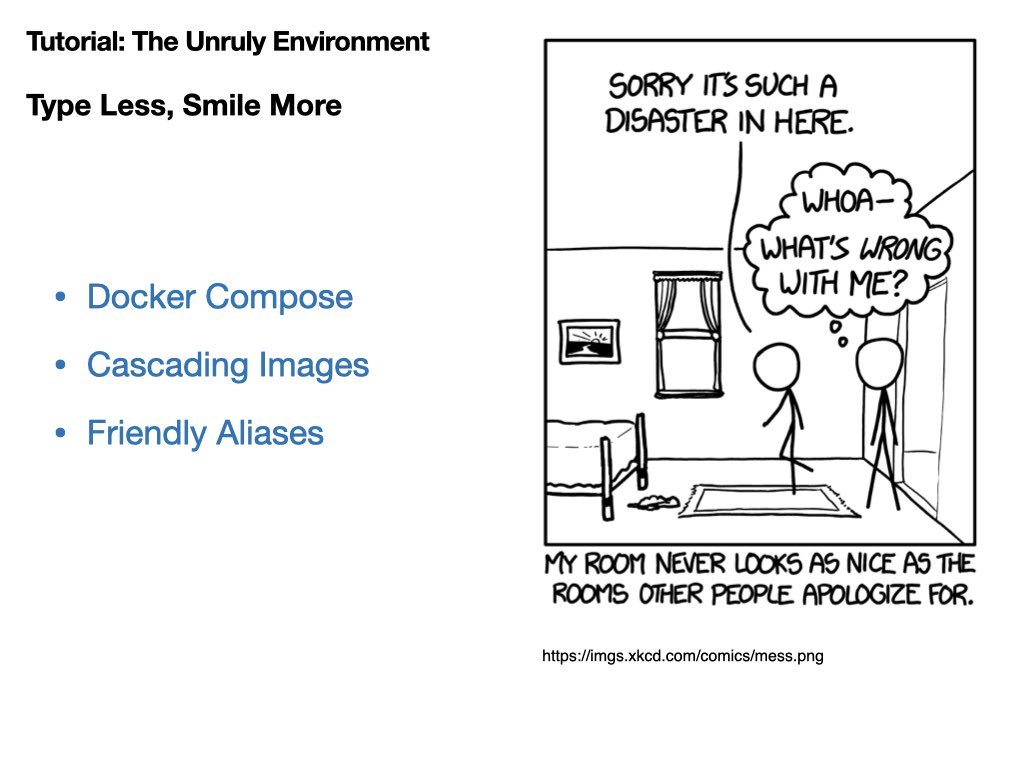 Tutorial: The Unruly Environment
Type Less, Smile More
• Docker Compose
• Cascading Images
• Friendly Aliases
SORRY IT'S SUCH A
DISASTER IN HERE.
WHOA—
WHAT'S WRONG
WITH ME?
MY ROOM NEVER LOOKS AS NICE AS THE
ROOMS OTHER PEOPLE APOLOGIZE FOR.
https://imgs.xkcd.com/comics/mess.png